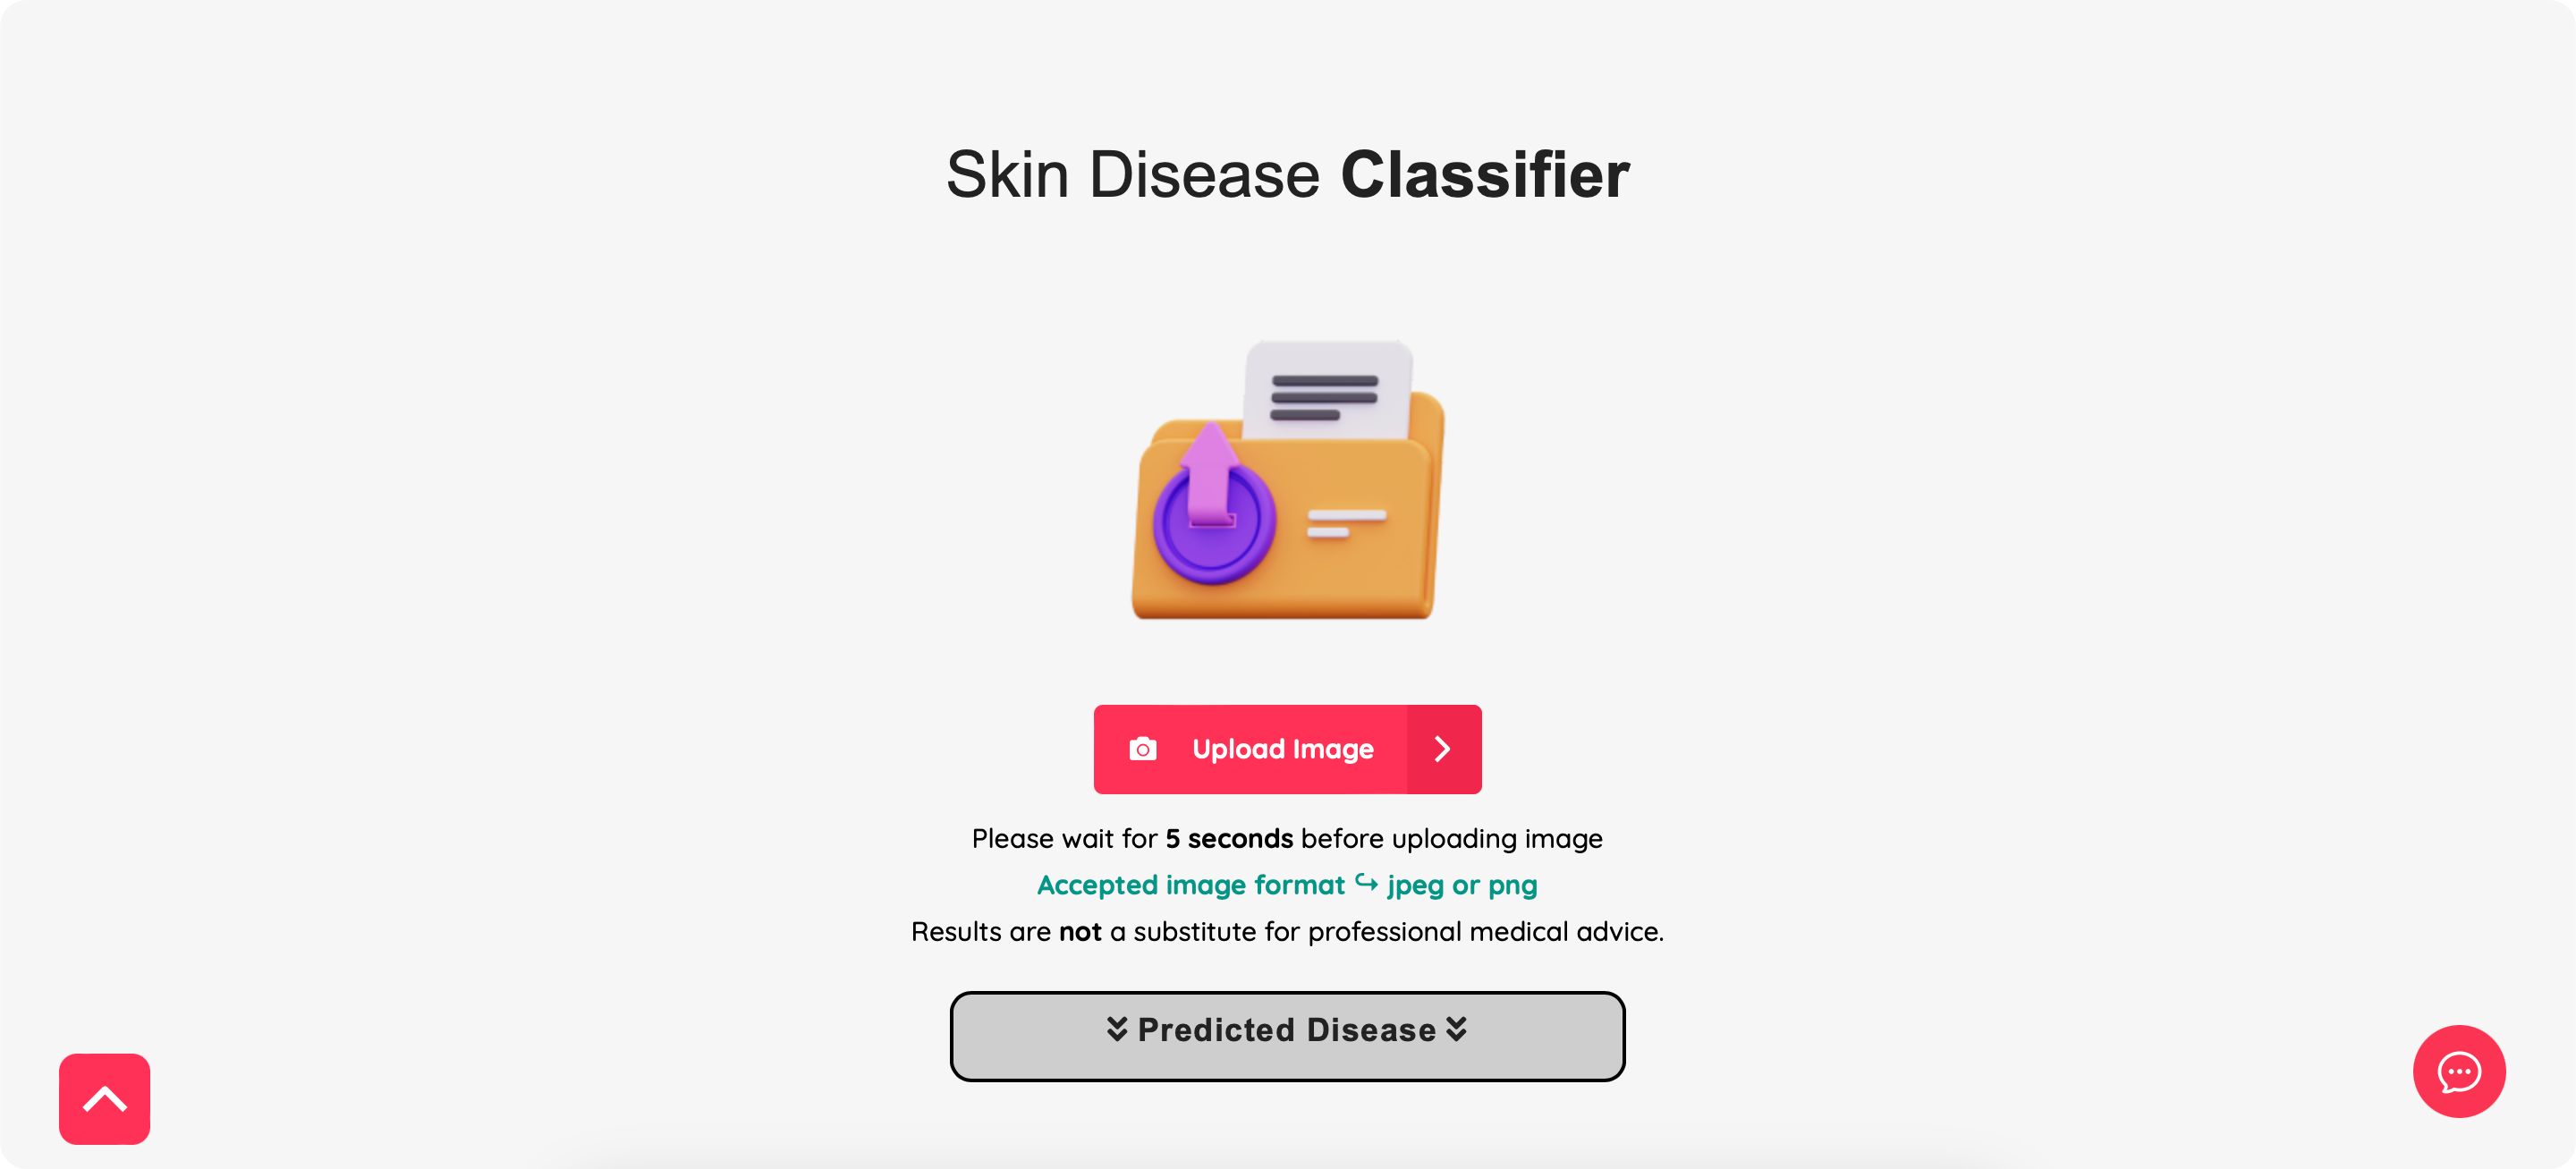 Skin Disease Classifier
Upload Image
Please wait for 5 seconds before uploading image
Accepted image format ↪ jpeg or png
Results are not a substitute for professional medical advice.
Predicted Disease